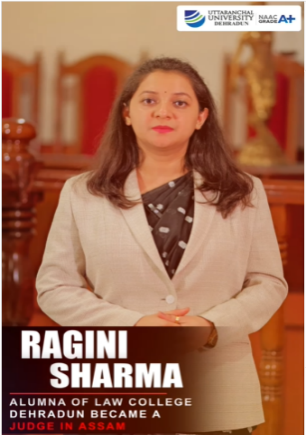 UTTARANCHAL
UNIVERSITY
DEHRADUN
NAAC
GRADE A+
RAGINI
SHARMA
ALUMNA OF LAW COLLEGE
DEHRADUN BECAME A
JUDGE IN ASSAM